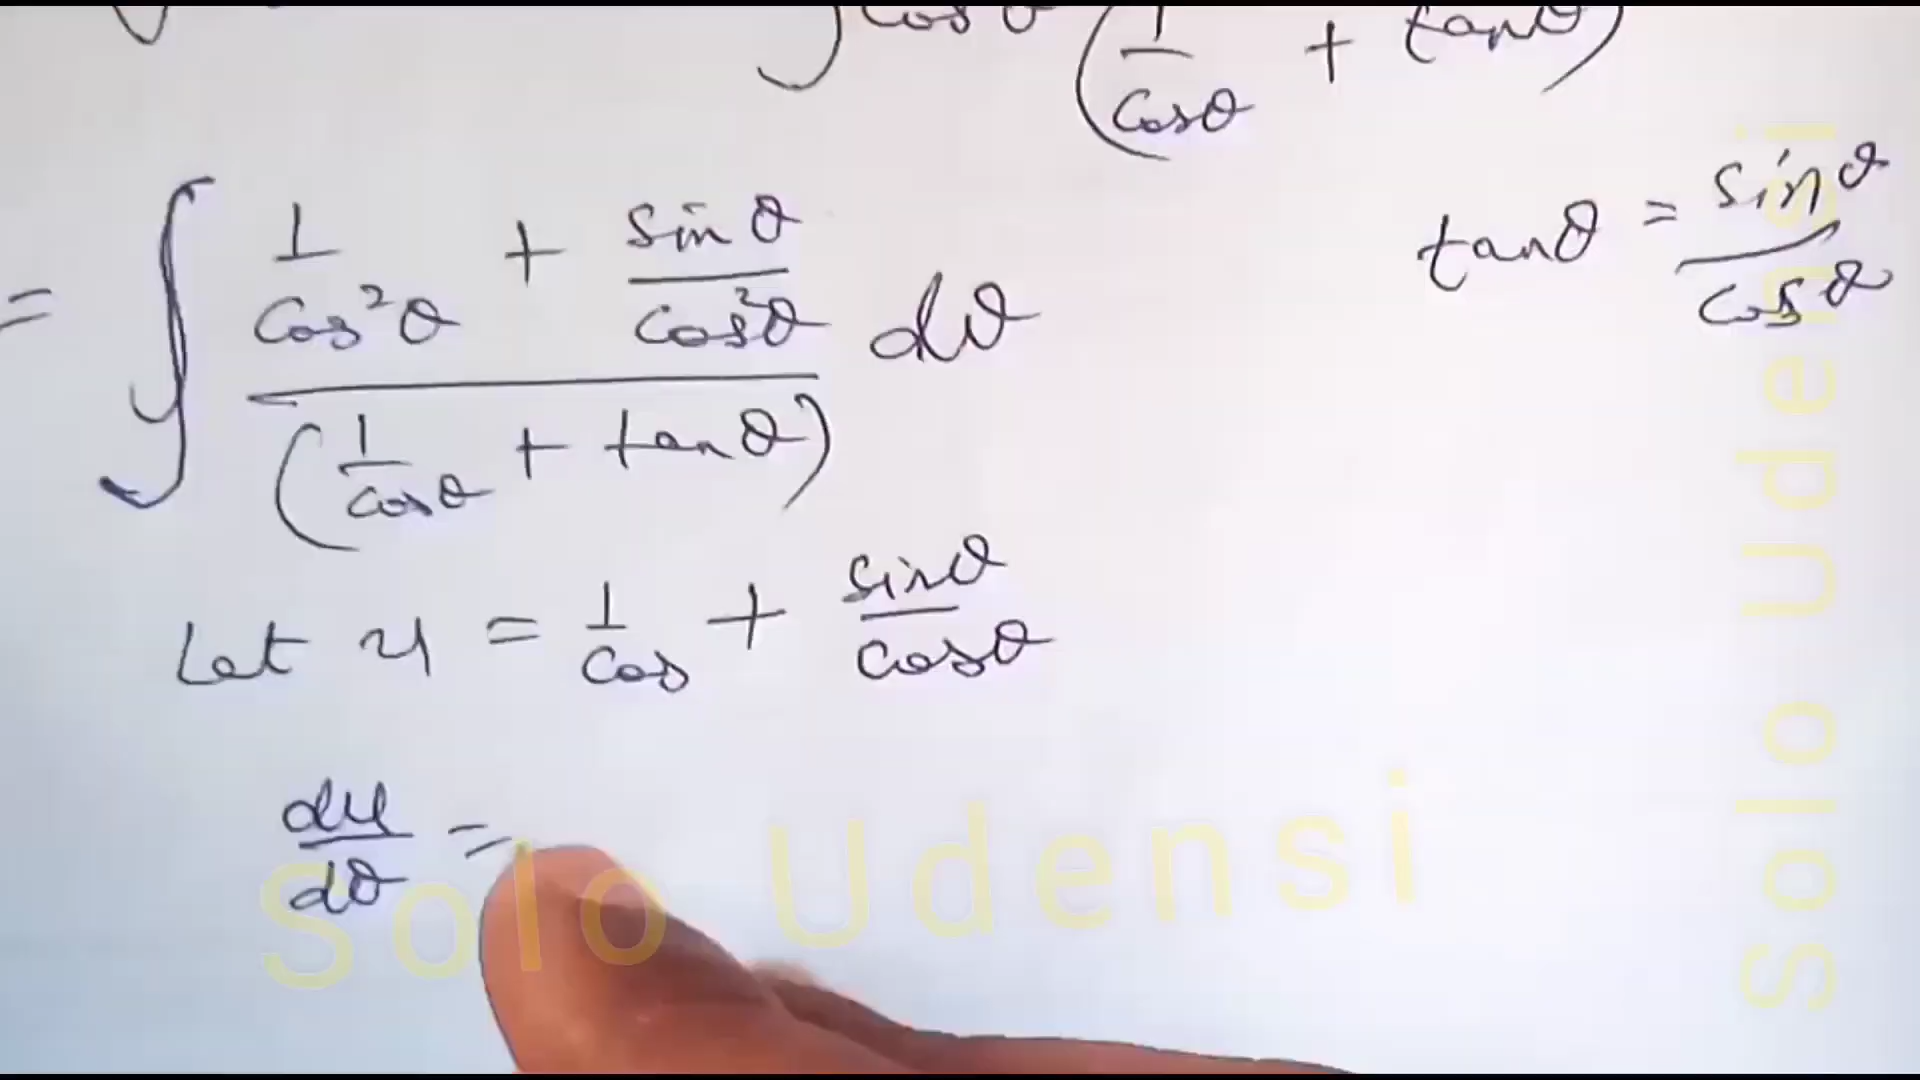 ∫ cosθ (1/cosθ + tanθ)
= ∫ (1/cos²θ + sinθ/cos²θ) / (1/cosθ + tanθ) dθ
tanθ = sinθ/cosθ
Let u = 1/cos + sinθ/cosθ
du/dθ =
Solo Udensi
Solo Udensi